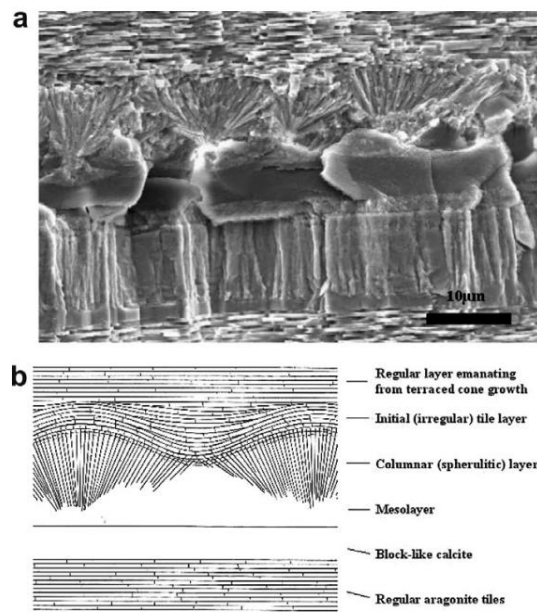 a
10μm
b
Regular layer emanating
from terraced cone growth
Initial (irregular) tile layer
Columnar (spherulitic) layer
Mesolayer
Block-like calcite
Regular aragonite tiles